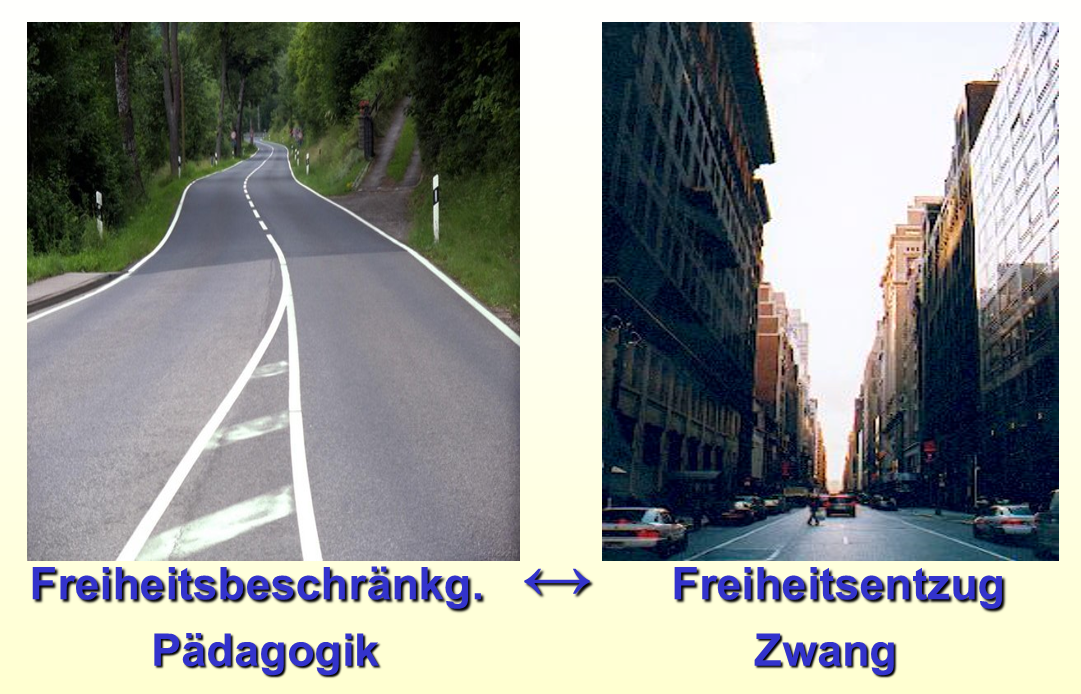 Freiheitsbeschränkg. ↔ Freiheitsentzug
Pädagogik Zwang